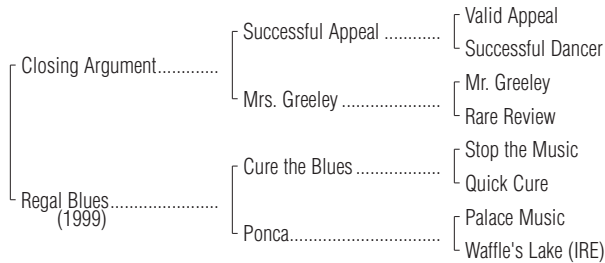 Valid Appeal
Successful Appeal ............
Successful Dancer
Closing Argument.............
Mr. Greeley
Mrs. Greeley .....................
Rare Review
Stop the Music
Cure the Blues ..................
Quick Cure
Regal Blues.......................
(1999)
Palace Music
Ponca................................
Waffle's Lake (IRE)